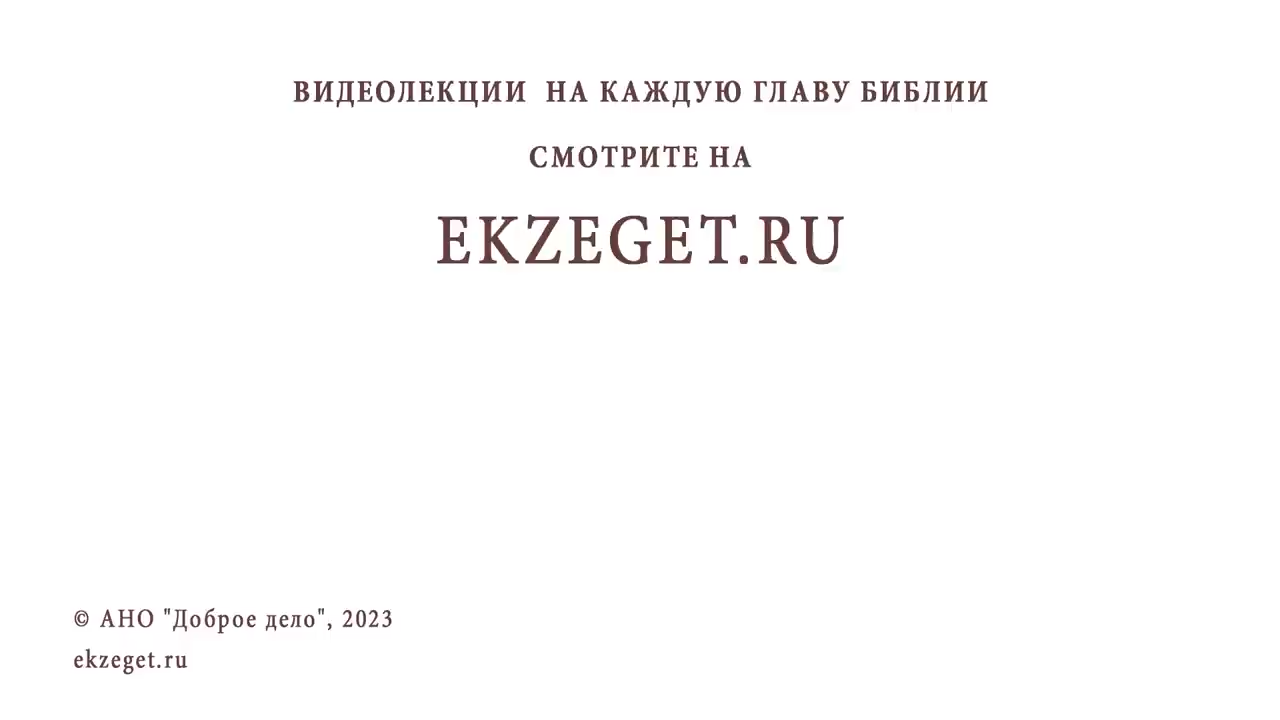 ВИДЕОЛЕКЦИИ НА КАЖДУЮ ГЛАВУ БИБЛИИ
СМОТРИТЕ НА
EKZEGET.RU
© АНО "Доброе дело", 2023
ekzeget.ru